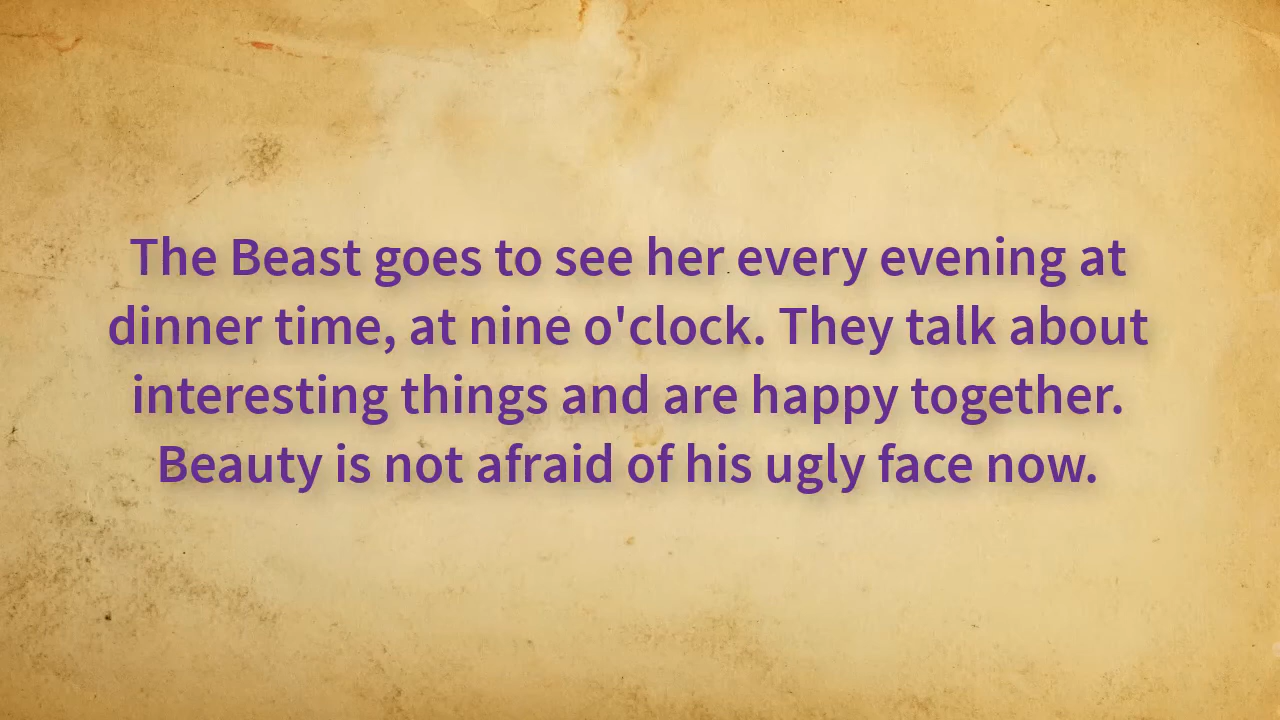 The Beast goes to see her every evening at
dinner time, at nine o'clock. They talk about
interesting things and are happy together.
Beauty is not afraid of his ugly face now.